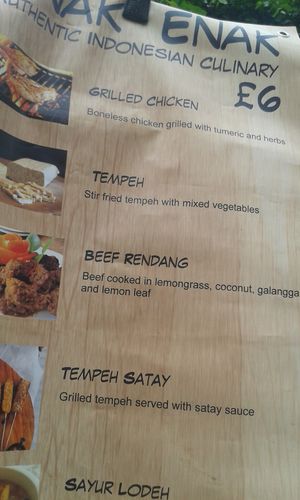 ENAK
AUTHENTIC INDONESIAN CULINARY
£6
GRILLED CHICKEN
Boneless chicken grilled with tumeric and herbs
TEMPEH
Stir fried tempeh with mixed vegetables
BEEF RENDANG
Beef cooked in lemongrass, coconut, galangga
and lemon leaf
TEMPEH SATAY
Grilled tempeh served with satay sauce
SAYUR LODEH